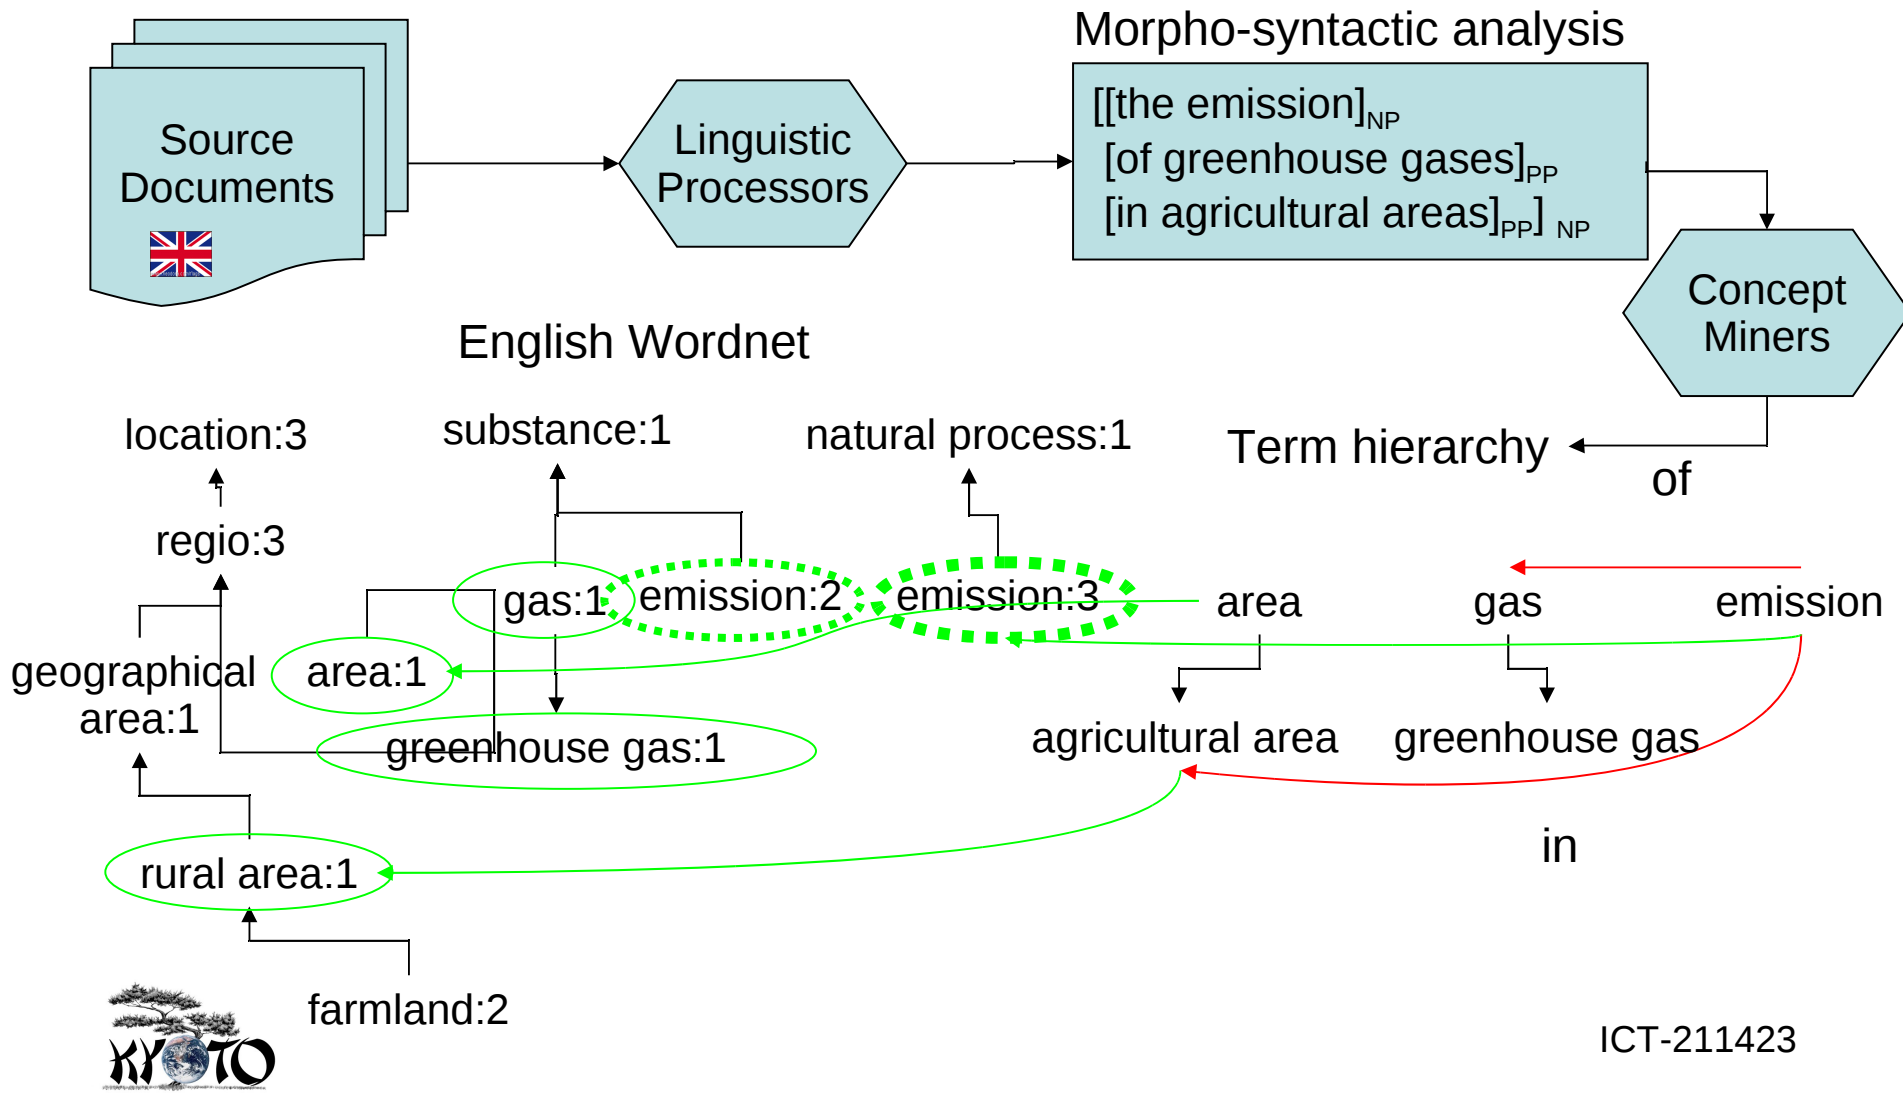 Morpho-syntactic analysis
Source
Documents
Linguistic
Processors
[[the emission]NP
[of greenhouse gases]PP
[in agricultural areas]PP] NP
Concept
Miners
English Wordnet
location:3
substance:1
natural process:1
Term hierarchy
of
regio:3
gas:1
emission:2
emission:3
area
gas
emission
geographical
area:1
area:1
greenhouse gas:1
agricultural area
greenhouse gas
in
rural area:1
farmland:2
KYOTO
ICT-211423